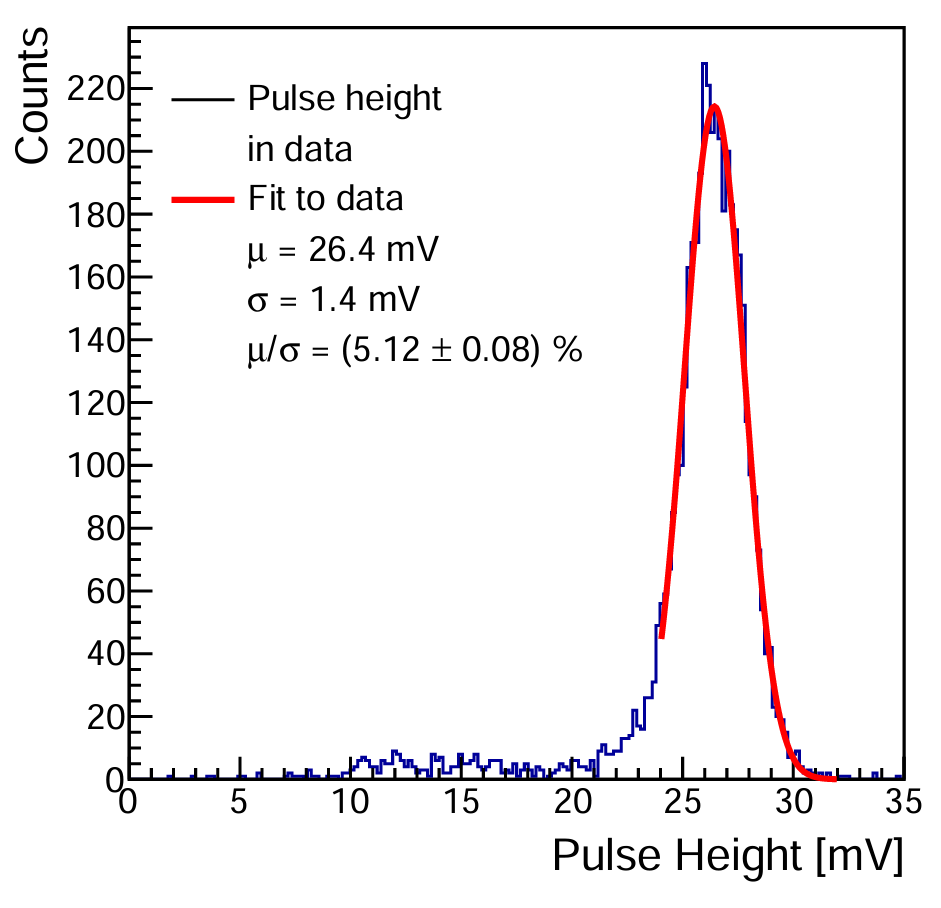 Counts
220
200
180
160
140
120
100
80
60
40
20
0
Pulse height
in data
Fit to data
μ = 26.4 mV
σ = 1.4 mV
μ/σ = (5.12 ± 0.08) %
0 5 10 15 20 25 30 35
Pulse Height [mV]